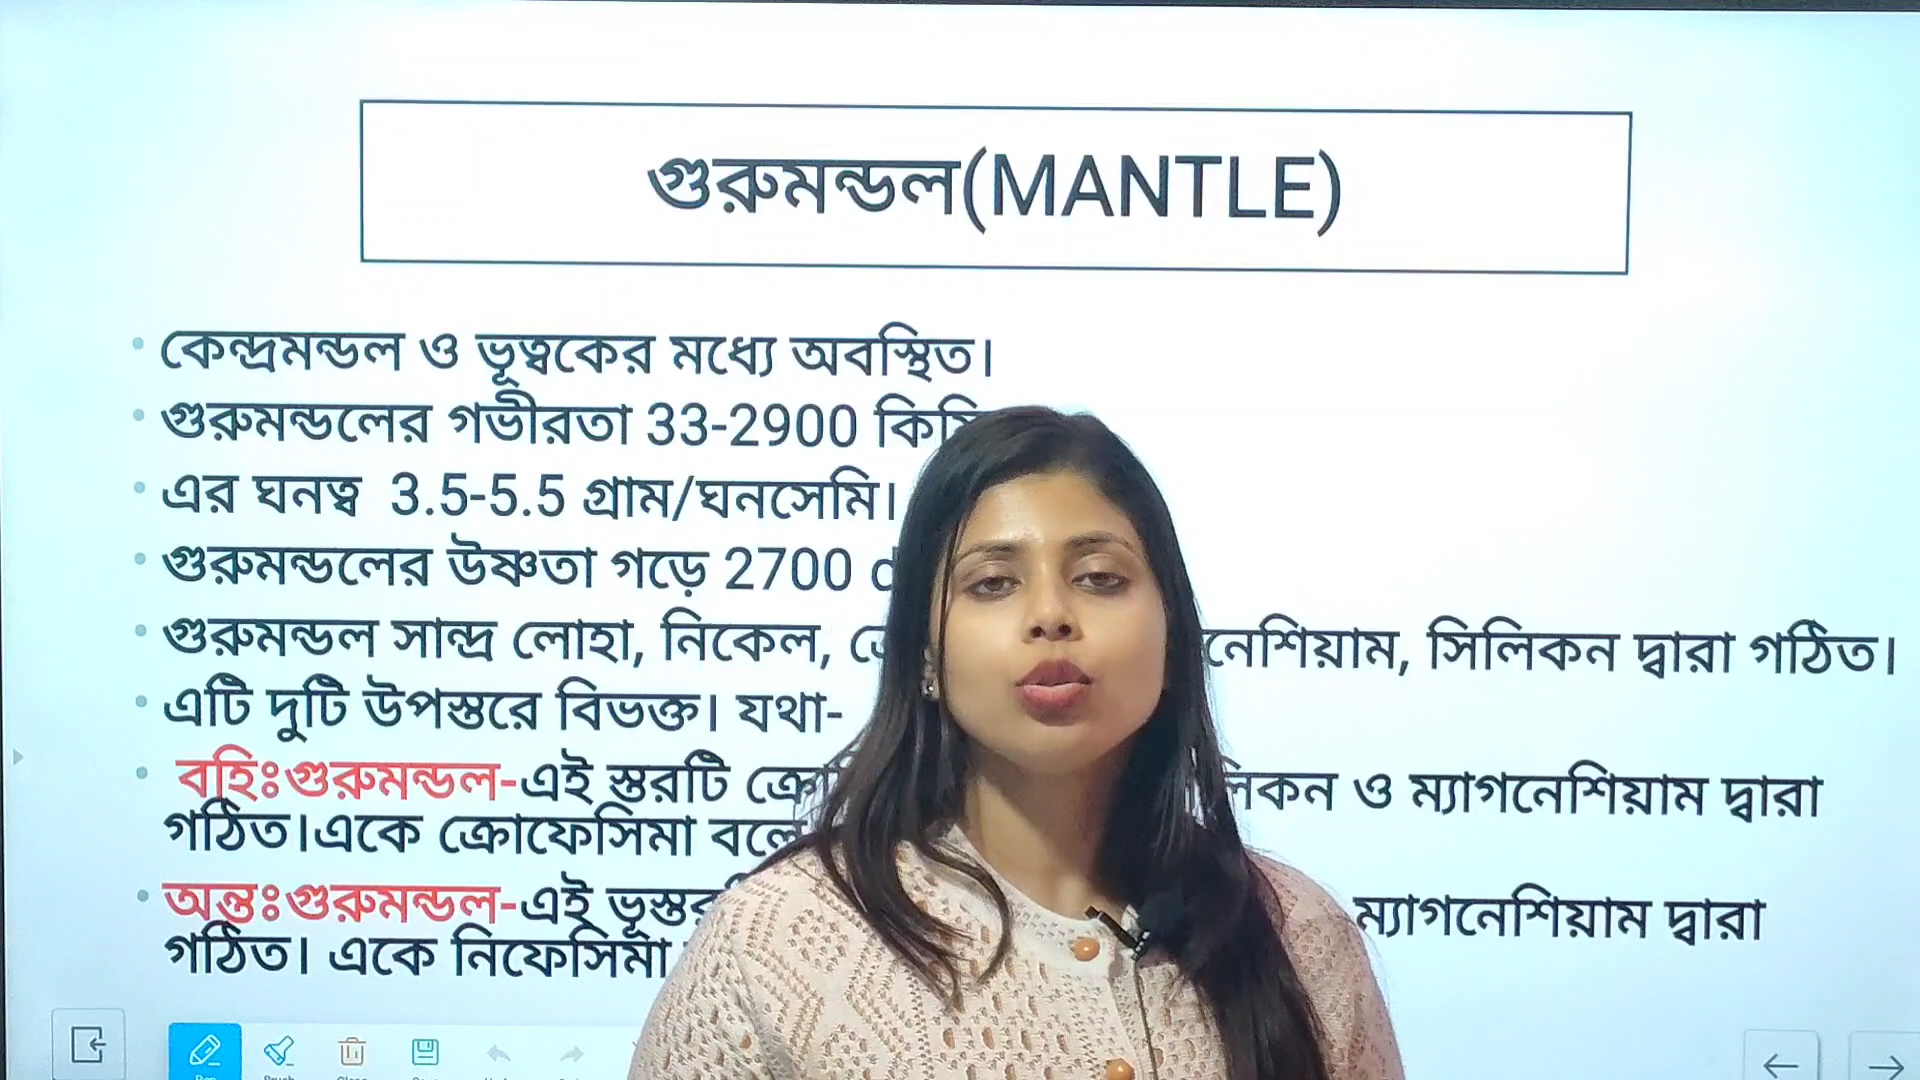 গুরুমন্ডল(MANTLE)
কেন্দ্রমন্ডল ও ভূত্বকের মধ্যে অবস্থিত।
গুরুমন্ডলের গভীরতা 33-2900
এর ঘনত্ব 3.5-5.5 গ্রাম/ঘনসেমি।
গুরুমন্ডলের উষ্ণতা গড়ে 2700
গুরুমন্ডল সান্দ্র লোহা, নিকেল, নেশিয়াম, সিলিকন দ্বারা গঠিত।
এটি দুটি উপস্তরে বিভক্ত। যথা-
বহিঃগুরুমন্ডল-এই স্তরটি ক্রো লিকন ও ম্যাগনেশিয়াম দ্বারা
গঠিত।একে ক্রোফেসিমা বলে
অন্তঃগুরুমন্ডল-এই ভূস্তর ম্যাগনেশিয়াম দ্বারা
গঠিত। একে নিফেসিমা